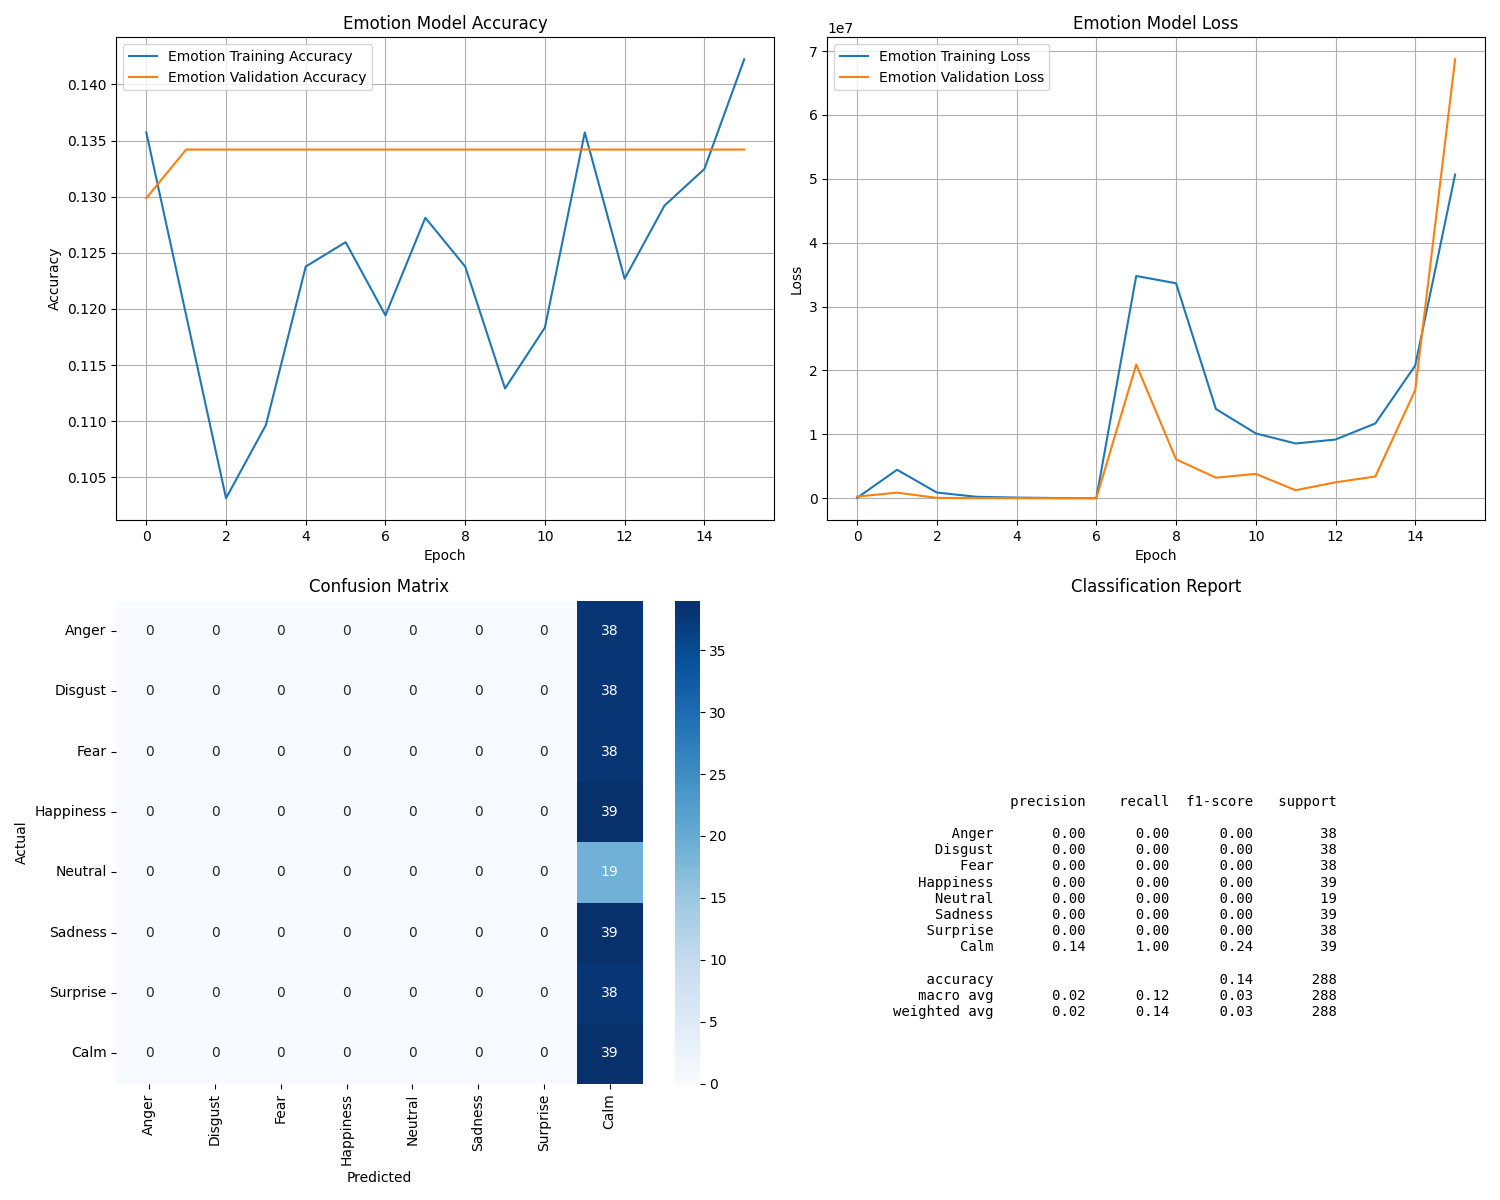 Emotion Model Accuracy
Emotion Training Accuracy
Emotion Validation Accuracy
0.140
0.135
0.130
0.125
0.120
0.115
0.110
0.105
Accuracy
0 2 4 6 8 10 12 14
Epoch
Emotion Model Loss
1e7
Emotion Training Loss
Emotion Validation Loss
7
6
5
4
3
2
1
0
Loss
0 2 4 6 8 10 12 14
Epoch
Confusion Matrix
Anger 0 0 0 0 0 0 0 38
Disgust 0 0 0 0 0 0 0 38
Fear 0 0 0 0 0 0 0 38
Happiness 0 0 0 0 0 0 0 39
Neutral 0 0 0 0 0 0 0 19
Sadness 0 0 0 0 0 0 0 39
Surprise 0 0 0 0 0 0 0 38
Calm 0 0 0 0 0 0 0 39
Actual
Anger Disgust Fear Happiness Neutral Sadness Surprise Calm
Predicted
35
30
25
20
15
10
5
0
Classification Report
precision recall f1-score support
Anger 0.00 0.00 0.00 38
Disgust 0.00 0.00 0.00 38
Fear 0.00 0.00 0.00 38
Happiness 0.00 0.00 0.00 39
Neutral 0.00 0.00 0.00 19
Sadness 0.00 0.00 0.00 39
Surprise 0.00 0.00 0.00 38
Calm 0.14 1.00 0.24 39
accuracy 0.14 288
macro avg 0.02 0.12 0.03 288
weighted avg 0.02 0.14 0.03 288